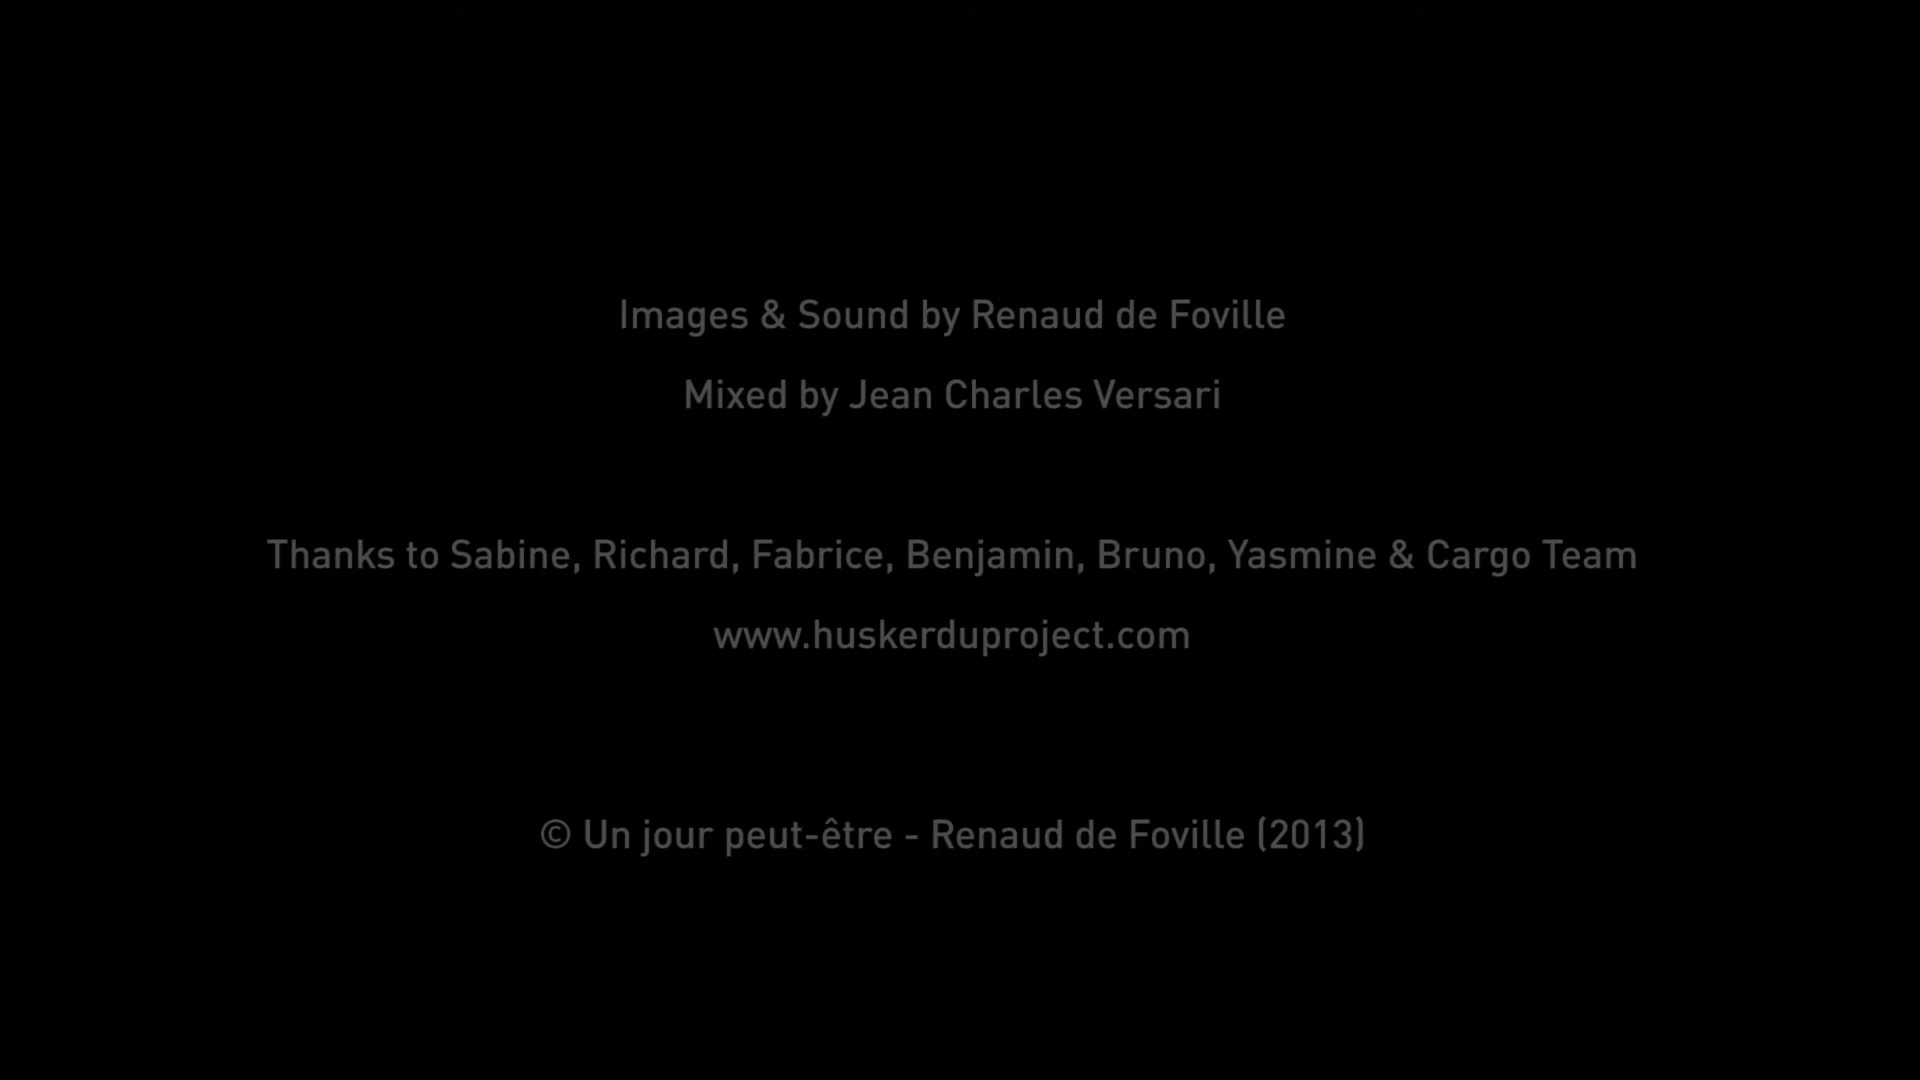 Images & Sound by Renaud de Foville
Mixed by Jean Charles Versari
Thanks to Sabine, Richard, Fabrice, Benjamin, Bruno, Yasmine & Cargo Team
www.huskerduproject.com
© Un jour peut-être - Renaud de Foville (2013)